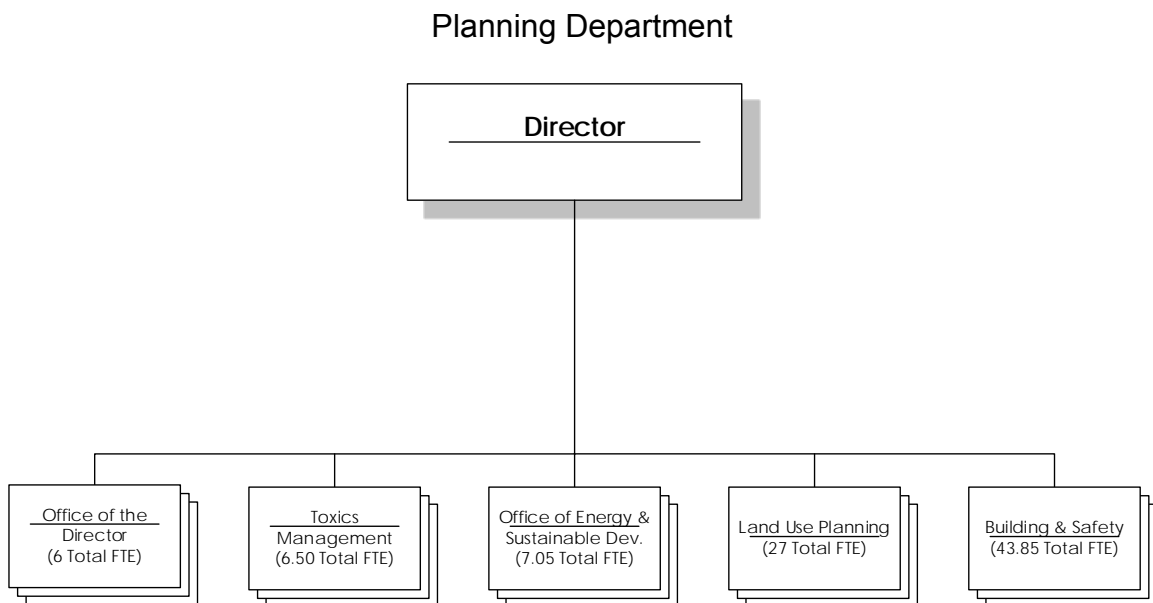 Planning Department
Director
Office of the
Director
(6 Total FTE)
Toxics
Management
(6.50 Total FTE)
Office of Energy &
Sustainable Dev.
(7.05 Total FTE)
Land Use Planning
(27 Total FTE)
Building & Safety
(43.85 Total FTE)